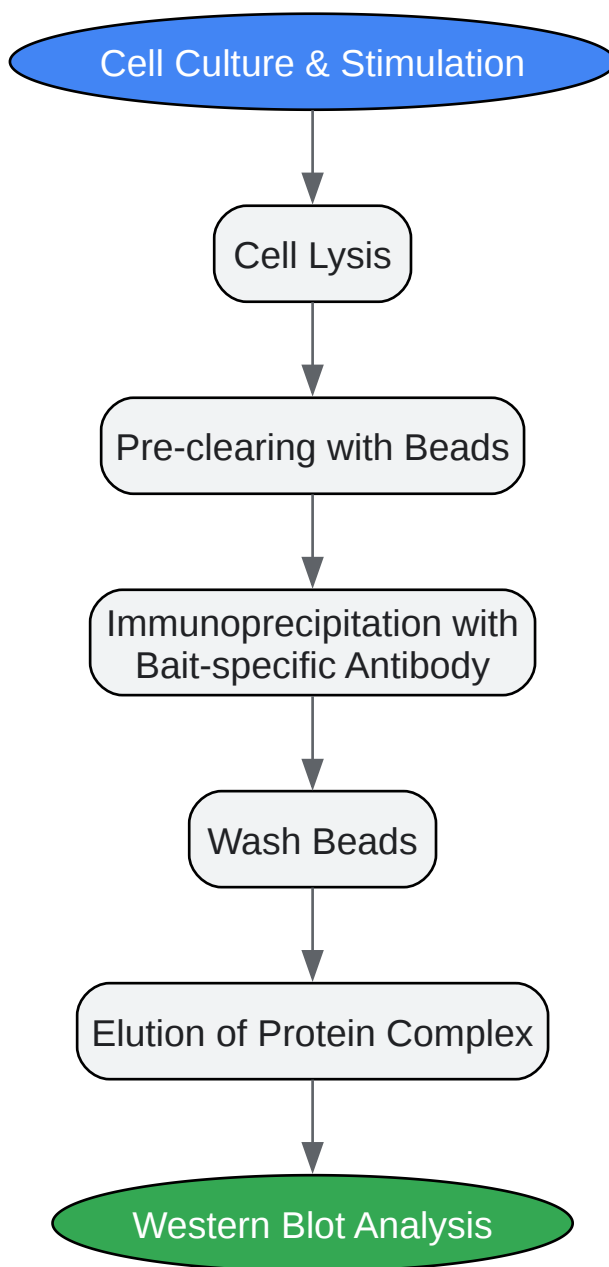 Cell Culture & Stimulation
Cell Lysis
Pre-clearing with Beads
Immunoprecipitation with
Bait-specific Antibody
Wash Beads
Elution of Protein Complex
Western Blot Analysis